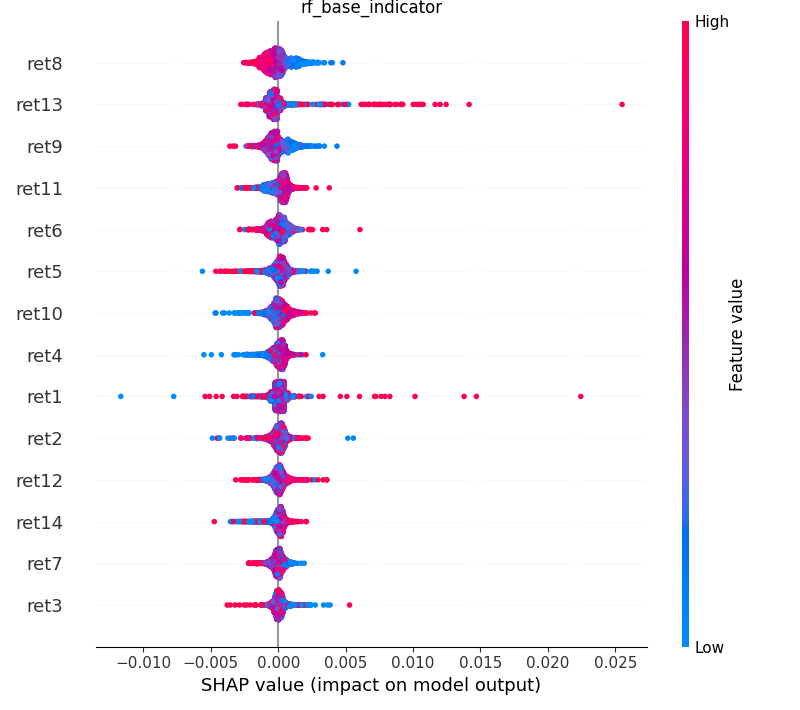 rf_base_indicator
High
ret8
ret13
ret9
ret11
ret6
ret5
ret10
ret4
ret1
ret2
ret12
ret14
ret7
ret3
Feature value
Low
−0.010 −0.005 0.000 0.005 0.010 0.015 0.020 0.025
SHAP value (impact on model output)